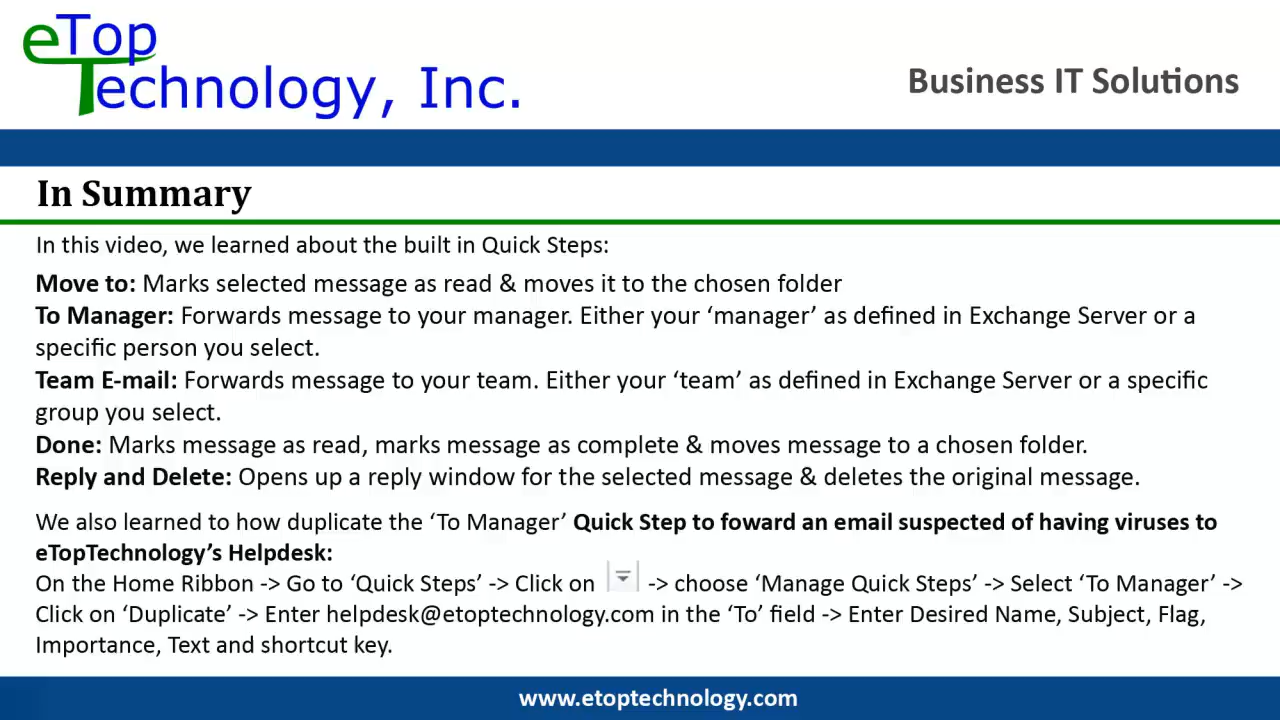 eTop
Technology, Inc.
Business IT Solutions
In Summary
In this video, we learned about the built in Quick Steps:
Move to: Marks selected message as read & moves it to the chosen folder
To Manager: Forwards message to your manager. Either your ‘manager’ as defined in Exchange Server or a
specific person you select.
Team E-mail: Forwards message to your team. Either your ‘team’ as defined in Exchange Server or a specific
group you select.
Done: Marks message as read, marks message as complete & moves message to a chosen folder.
Reply and Delete: Opens up a reply window for the selected message & deletes the original message.
We also learned to how duplicate the ‘To Manager’ Quick Step to foward an email suspected of having viruses to
eTopTechnology’s Helpdesk:
On the Home Ribbon -> Go to ‘Quick Steps’ -> Click on -> choose ‘Manage Quick Steps’ -> Select ‘To Manager’ ->
Click on ‘Duplicate’ -> Enter helpdesk@etoptechnology.com in the ‘To’ field -> Enter Desired Name, Subject, Flag,
Importance, Text and shortcut key.
www.etoptechnology.com